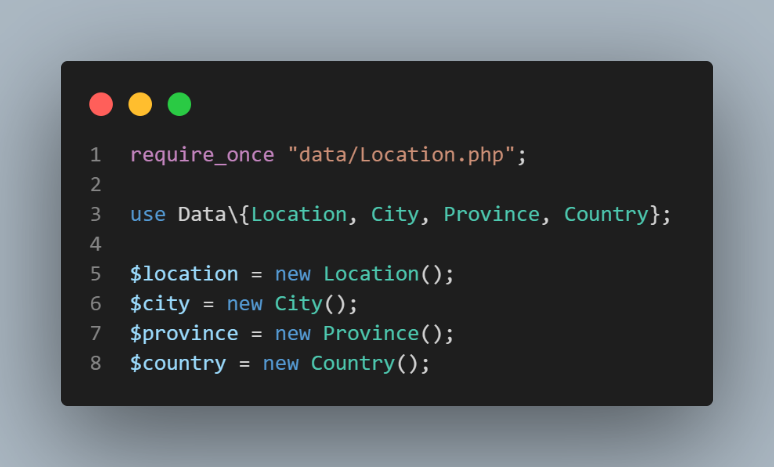 1 require_once "data/Location.php";
2
3 use Data\{Location, City, Province, Country};
4
5 $location = new Location();
6 $city = new City();
7 $province = new Province();
8 $country = new Country();